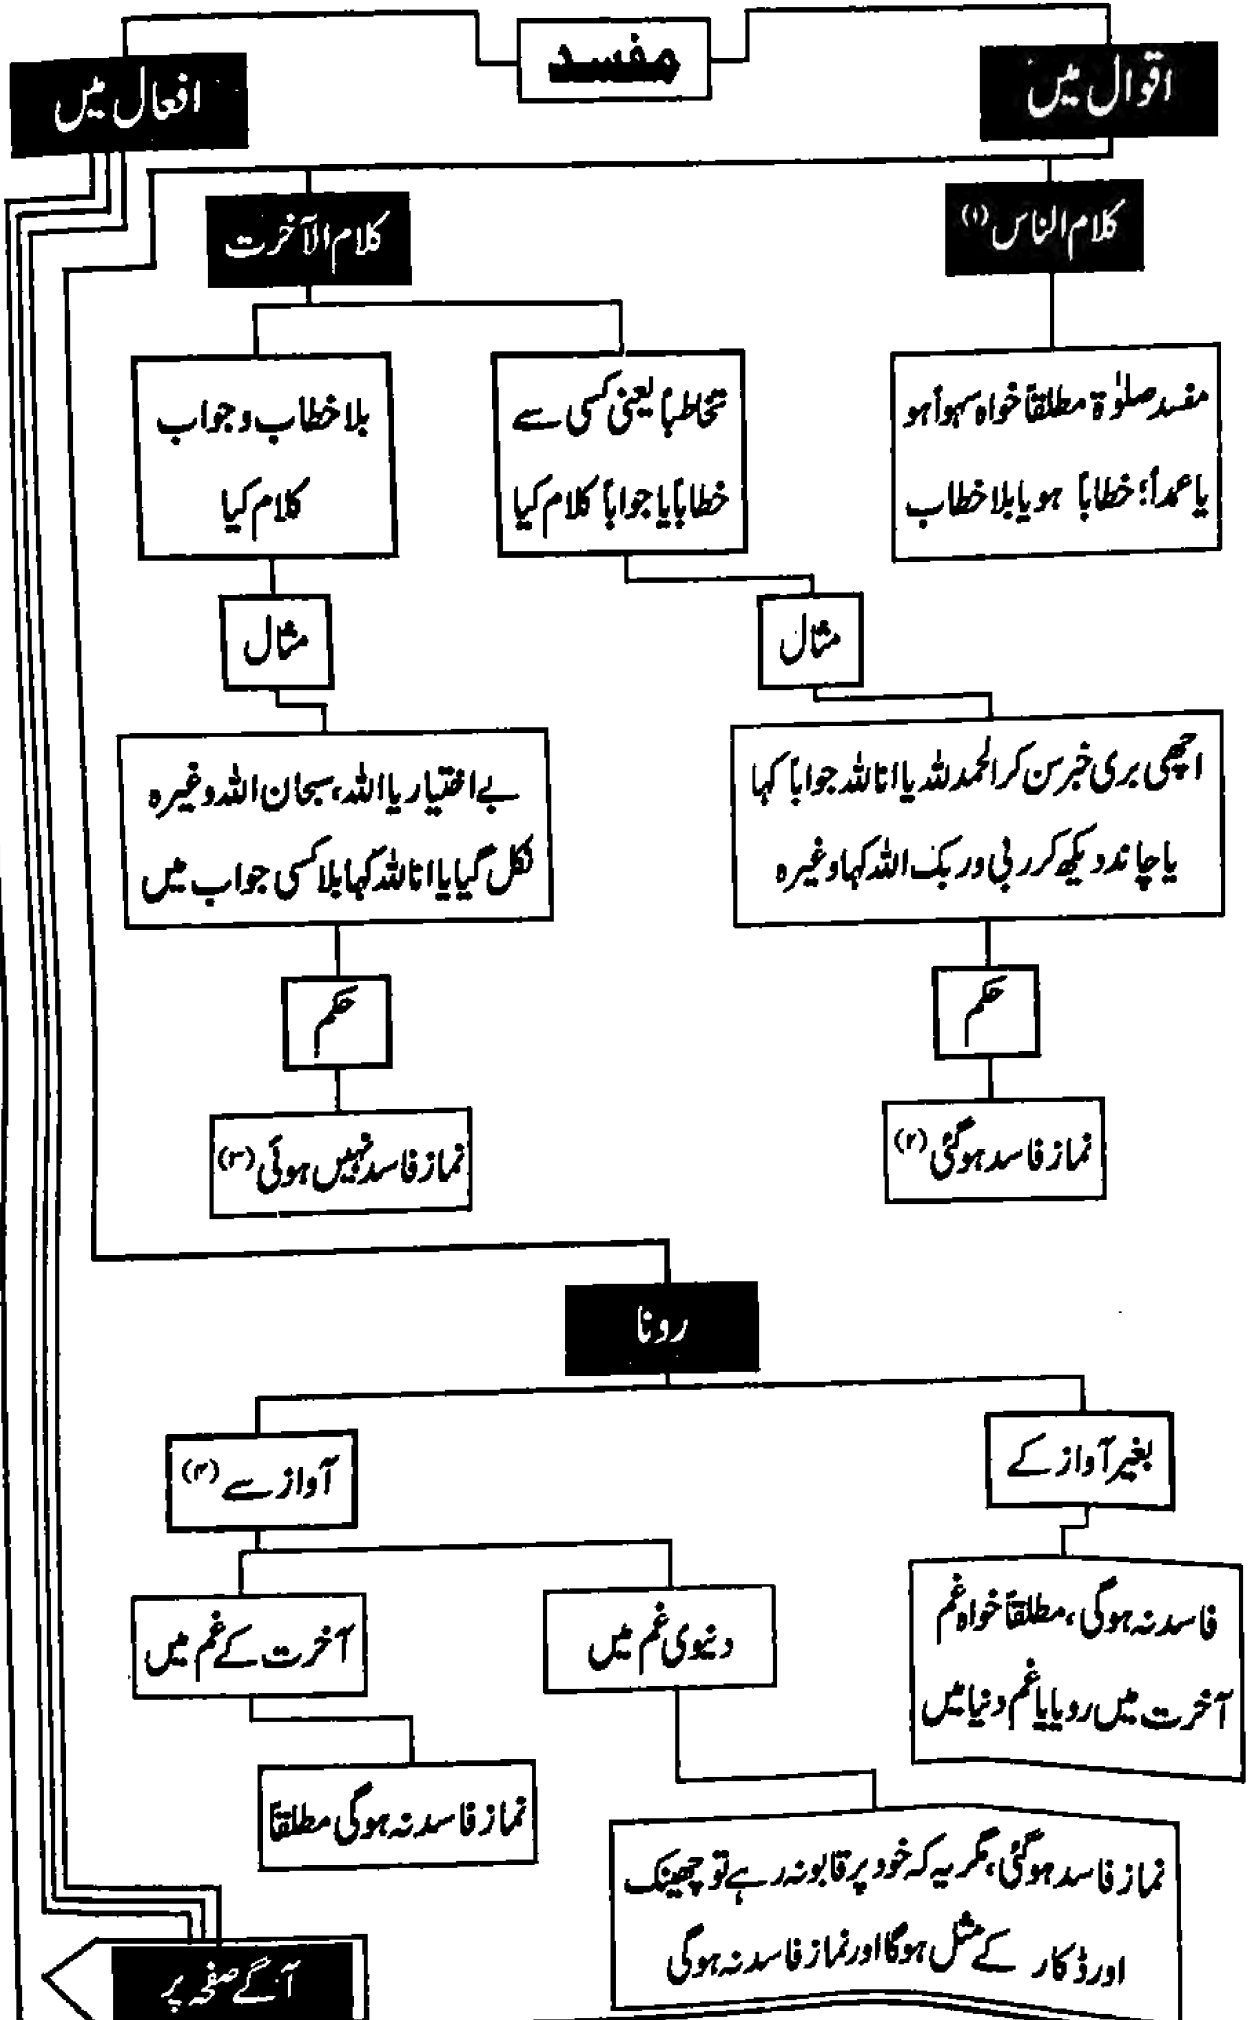 مفسد
اقوال میں
افعال میں
کلام الناس (۱)
کلام الآخرت
مفسد صلوٰۃ مطلقاً خواہ سہواً ہو
یا عمداً؛ خطاباً ہو یا بلا خطاب
تخاطباً یعنی کسی سے
خطاباً یا جواباً کلام کیا
بلا خطاب و جواب
کلام کیا
مثال
مثال
اچھی بری خبر سن کر الحمد للہ یا انا للہ جواباً کہا
یا چاند دیکھ کر ربی وربک اللہ کہا وغیرہ
بے اختیار یا اللہ، سبحان اللہ وغیرہ
نکل گیا یا انا للہ کہا بلا کسی جواب میں
حکم
حکم
نماز فاسد ہوگئی (۲)
نماز فاسد نہیں ہوئی (۳)
رونا
بغیر آواز کے
آواز سے (۴)
فاسد نہ ہوگی، مطلقاً خواہ غم
آخرت میں رویا یا غم دنیا میں
دنیوی غم میں
آخرت کے غم میں
نماز فاسد نہ ہوگی مطلقاً
نماز فاسد ہوگئی، مگر یہ کہ خود پر قابو نہ رہے تو چھینک
اور ڈکار کے مثل ہوگا اور نماز فاسد نہ ہوگی
آگے صفحہ پر